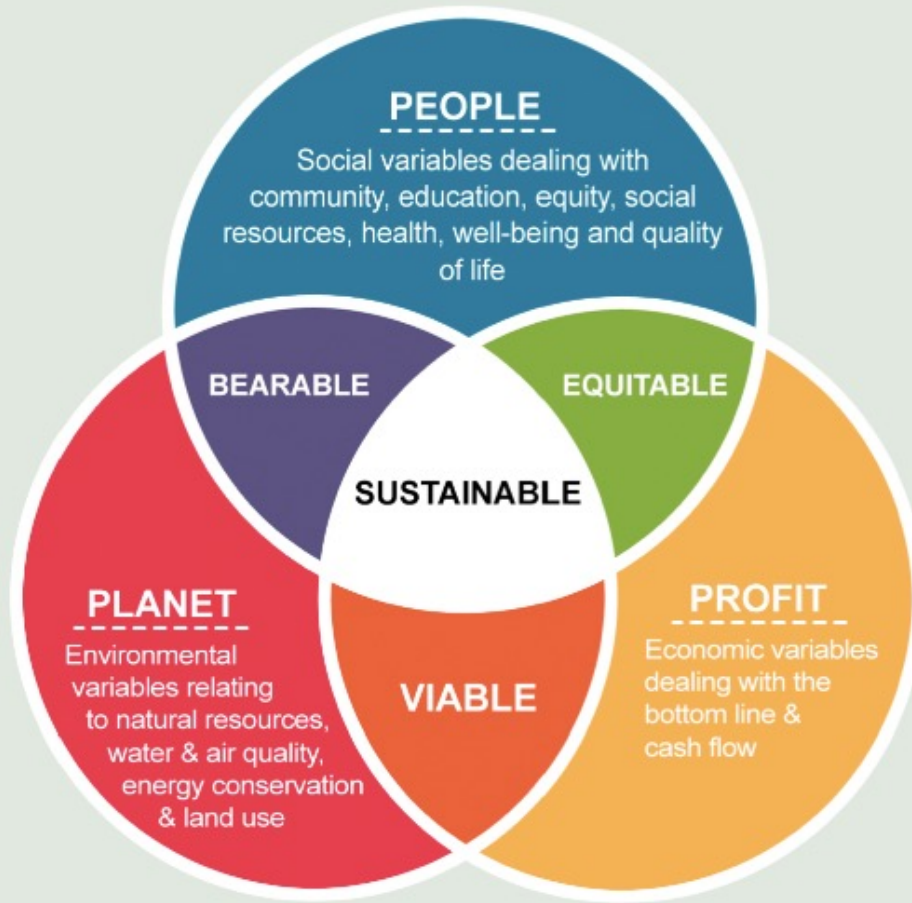 PEOPLE
Social variables dealing with
community, education, equity, social
resources, health, well-being and quality
of life
BEARABLE
EQUITABLE
SUSTAINABLE
PLANET
Environmental
variables relating
to natural resources,
water & air quality,
energy conservation
& land use
VIABLE
PROFIT
Economic variables
dealing with the
bottom line &
cash flow